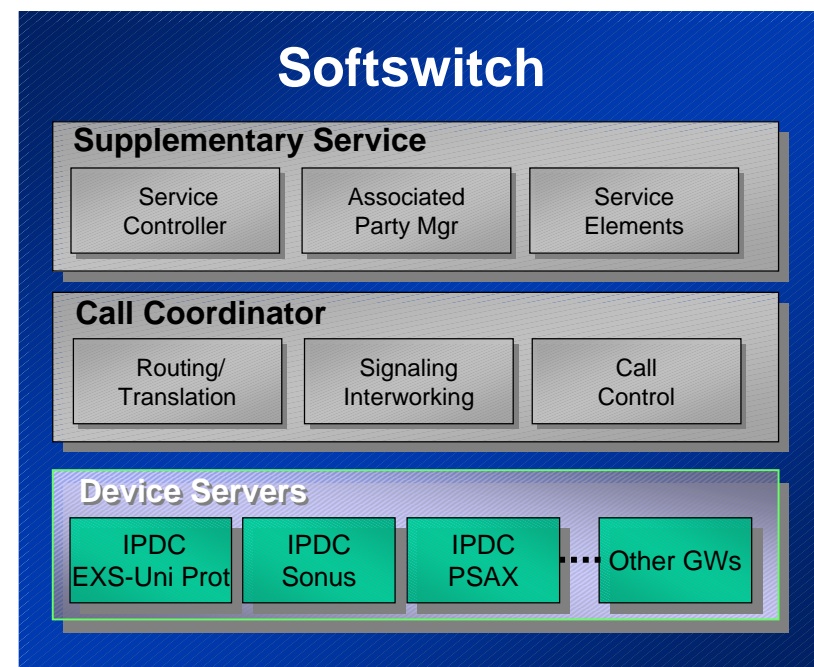 Softswitch
Supplementary Service
Service
Controller
Associated
Party Mgr
Service
Elements
Call Coordinator
Routing/
Translation
Signaling
Interworking
Call
Control
Device Servers
IPDC
EXS-Uni Prot
IPDC
Sonus
IPDC
PSAX
Other GWs